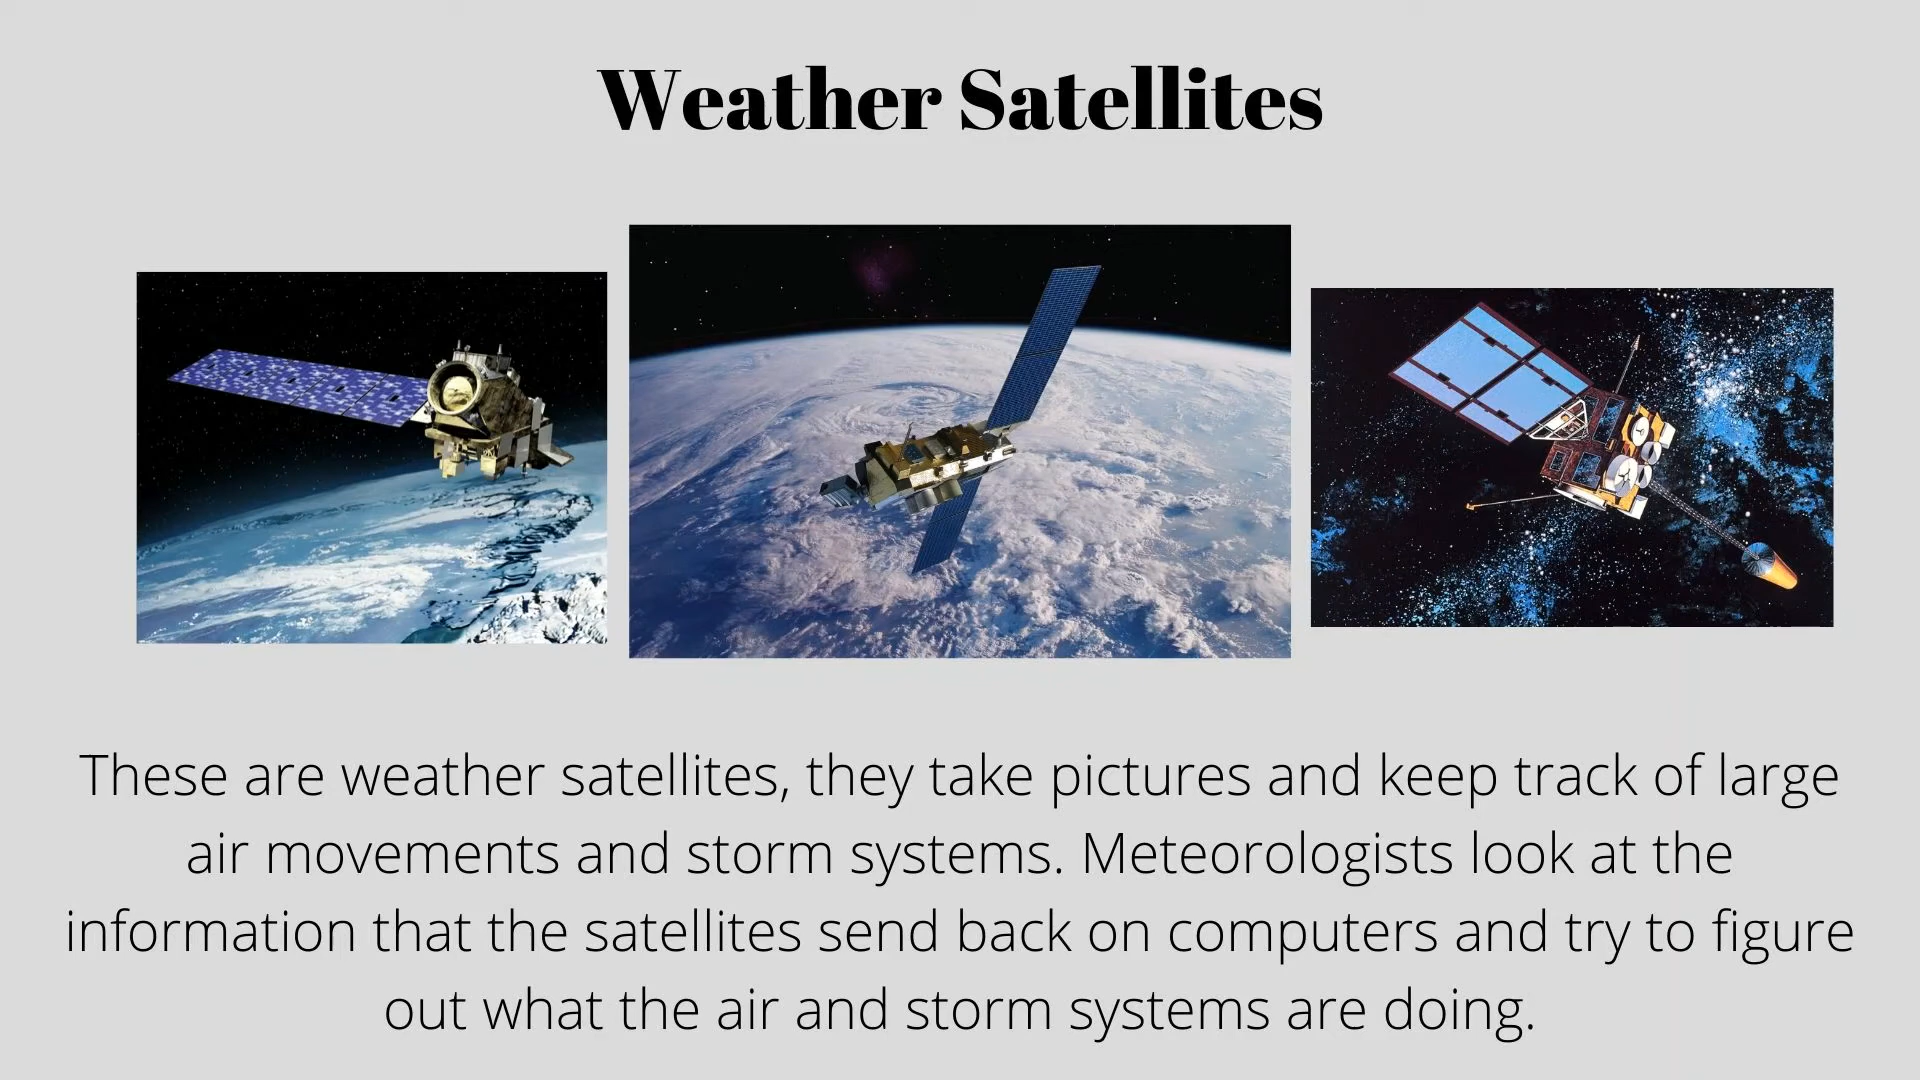 Weather Satellites
These are weather satellites, they take pictures and keep track of large
air movements and storm systems. Meteorologists look at the
information that the satellites send back on computers and try to figure
out what the air and storm systems are doing.